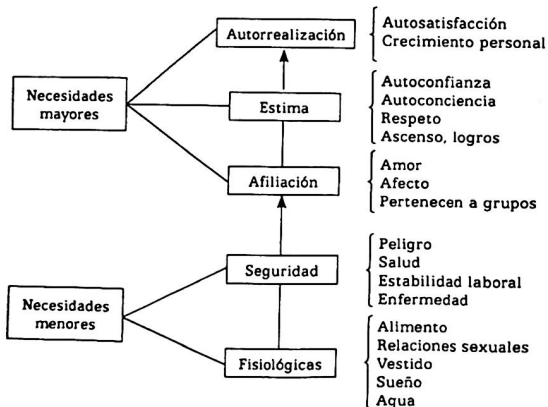 Autorrealización
Autosatisfacción
Crecimiento personal
Necesidades
mayores
Estima
Autoconfianza
Autoconciencia
Respeto
Ascenso, logros
Afiliación
Amor
Afecto
Pertenecen a grupos
Seguridad
Peligro
Salud
Estabilidad laboral
Enfermedad
Necesidades
menores
Fisiológicas
Alimento
Relaciones sexuales
Vestido
Sueño
Agua